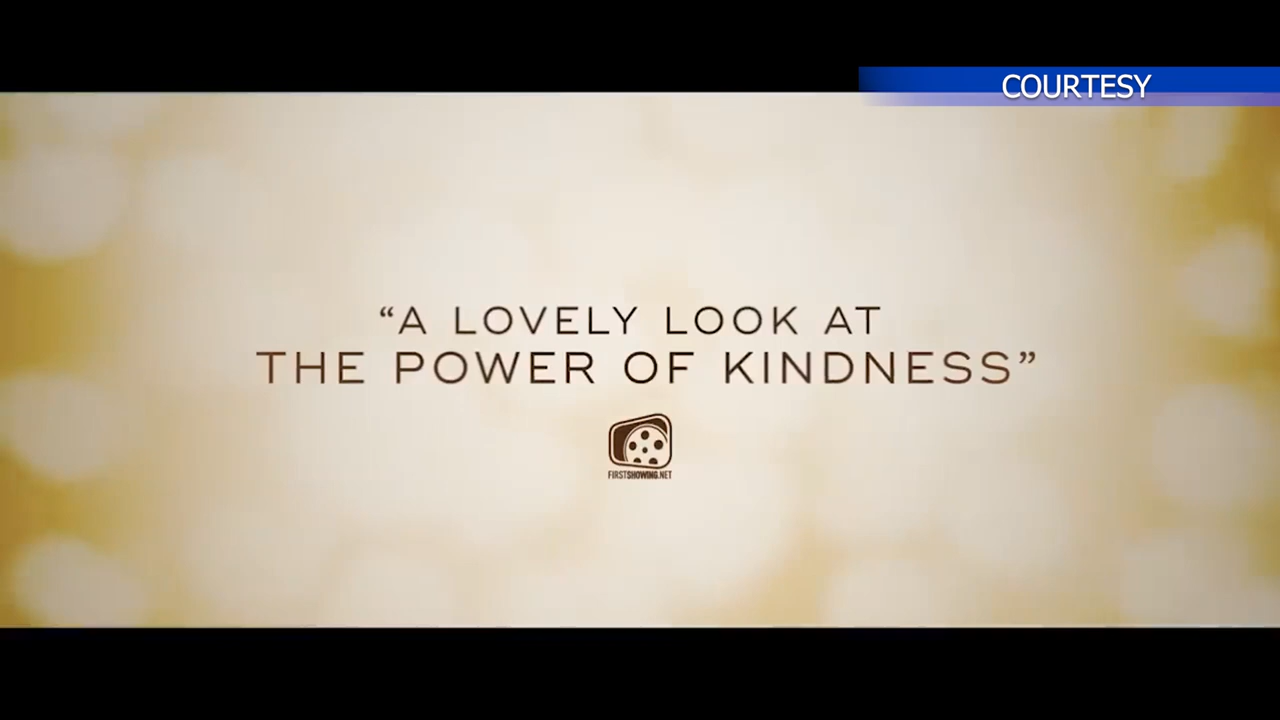 COURTESY
“A LOVELY LOOK AT
THE POWER OF KINDNESS”
FIRSTSHOWING.NET